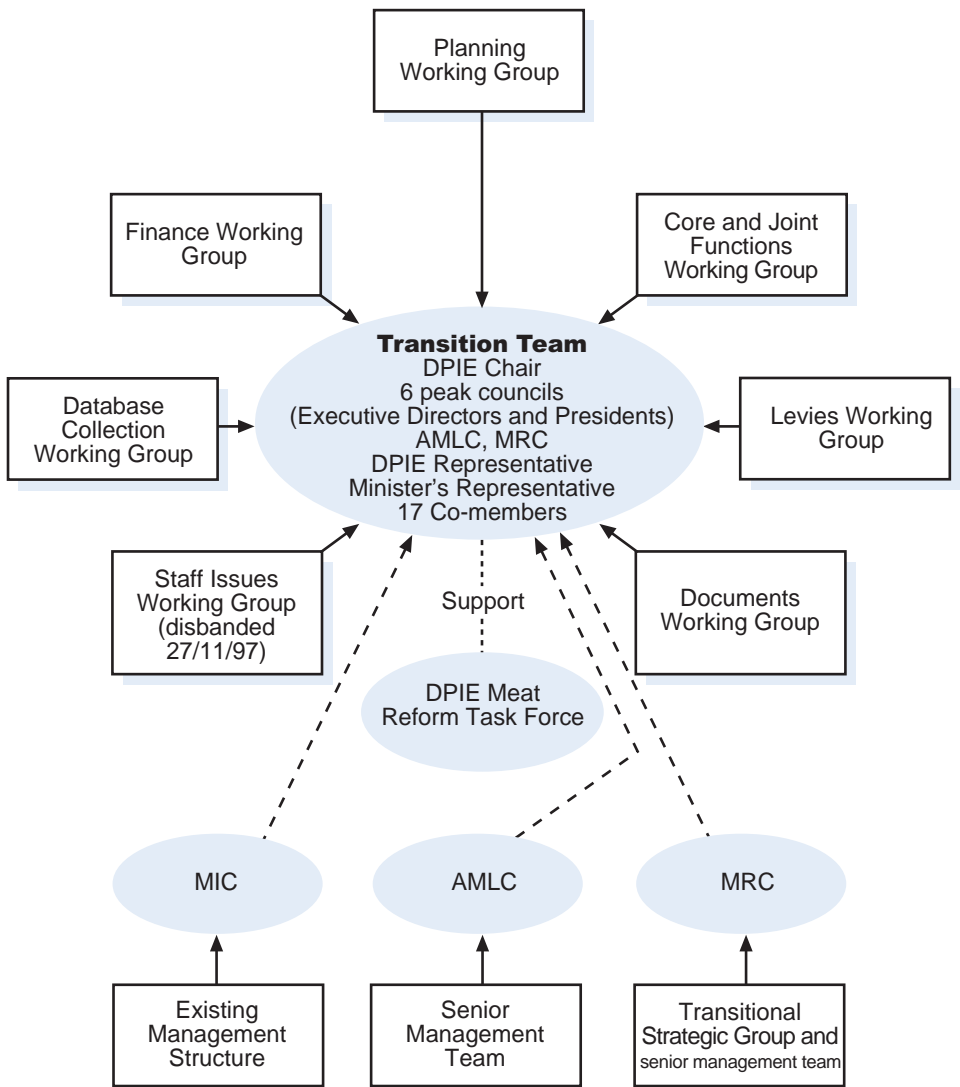 Planning
Working Group
Finance Working
Group
Core and Joint
Functions
Working Group
Transition Team
DPIE Chair
6 peak councils
(Executive Directors and Presidents)
AMLC, MRC
DPIE Representative
Minister's Representative
17 Co-members
Database
Collection
Working Group
Levies Working
Group
Staff Issues
Working Group
(disbanded
27/11/97)
Support
Documents
Working Group
DPIE Meat
Reform Task Force
MIC
AMLC
MRC
Existing
Management
Structure
Senior
Management
Team
Transitional
Strategic Group and
senior management team